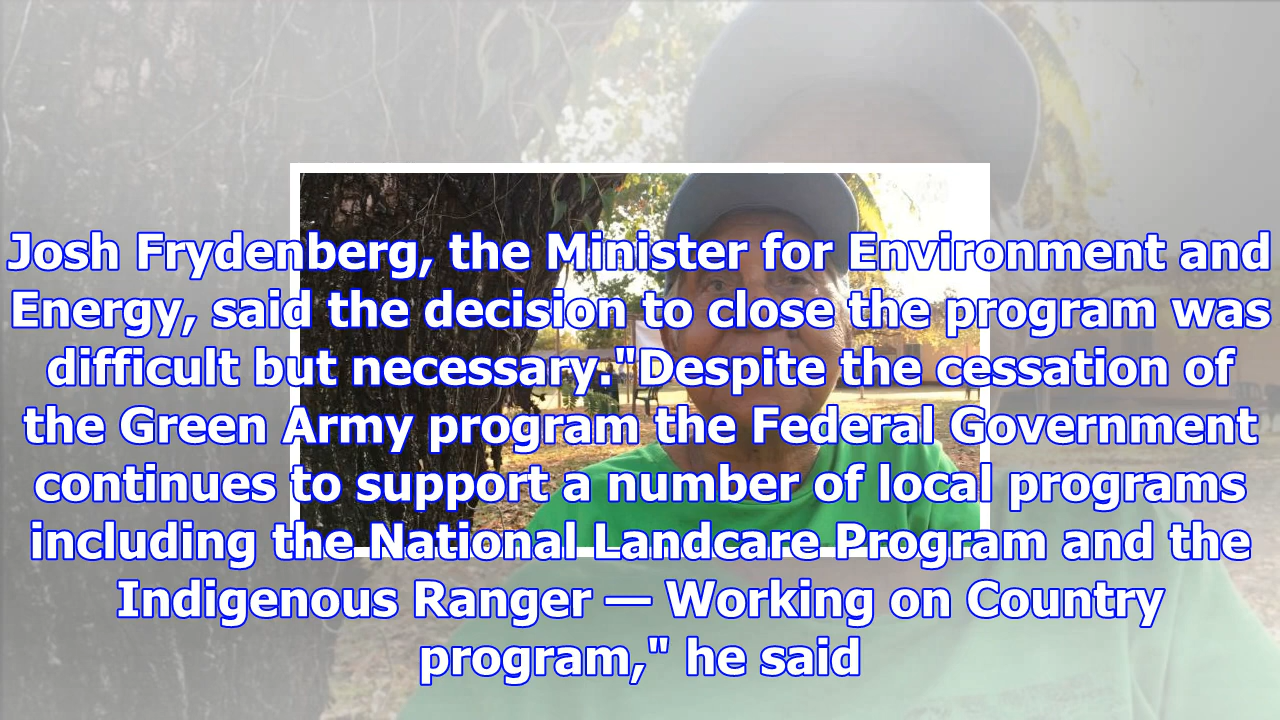 Josh Frydenberg, the Minister for Environment and
Energy, said the decision to close the program was
difficult but necessary."Despite the cessation of
the Green Army program the Federal Government
continues to support a number of local programs
including the National Landcare Program and the
Indigenous Ranger — Working on Country
program," he said